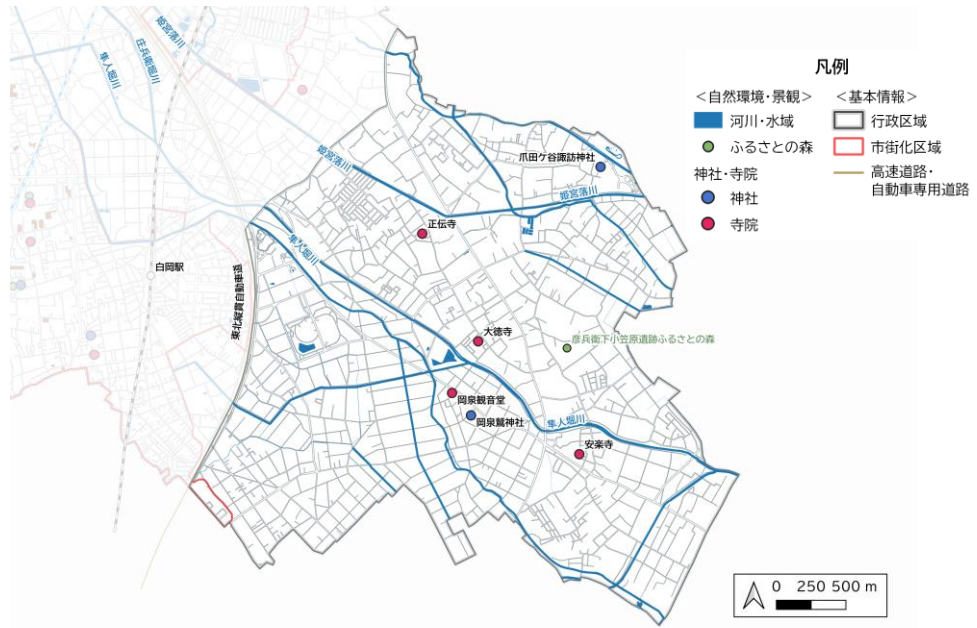 姫宮落川
庄兵衛堀川
隼人堀川
姫宮落川
爪田ケ谷諏訪神社
姫宮落川
正伝寺
隼人堀川
白岡駅
東北縦貫自動車道
大徳寺
彦兵衛下小笠原遺跡ふるさとの森
岡泉観音堂
岡泉鷲神社
隼人堀川
安楽寺
凡例
<自然環境・景観>
河川・水域
ふるさとの森
神社・寺院
神社
寺院
<基本情報>
行政区域
市街化区域
高速道路・
自動車専用道路
0 250 500 m